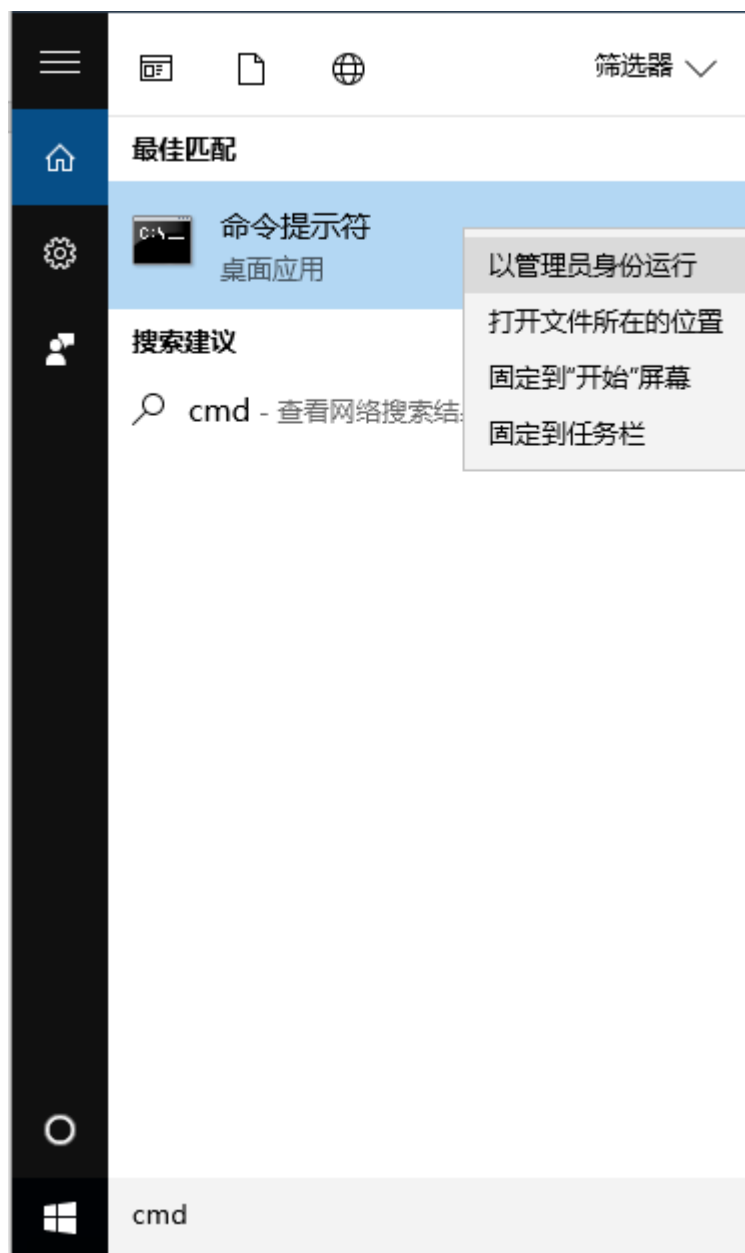 筛选器
最佳匹配
命令提示符
桌面应用
以管理员身份运行
打开文件所在的位置
固定到"开始"屏幕
固定到任务栏
搜索建议
cmd - 查看网络搜索结
cmd